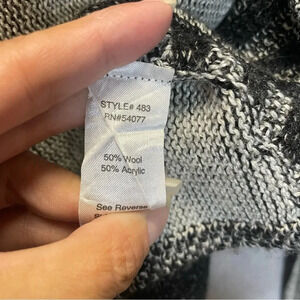 STYLE# 483
RN#54077
50% Wool
50% Acrylic
See Reverse